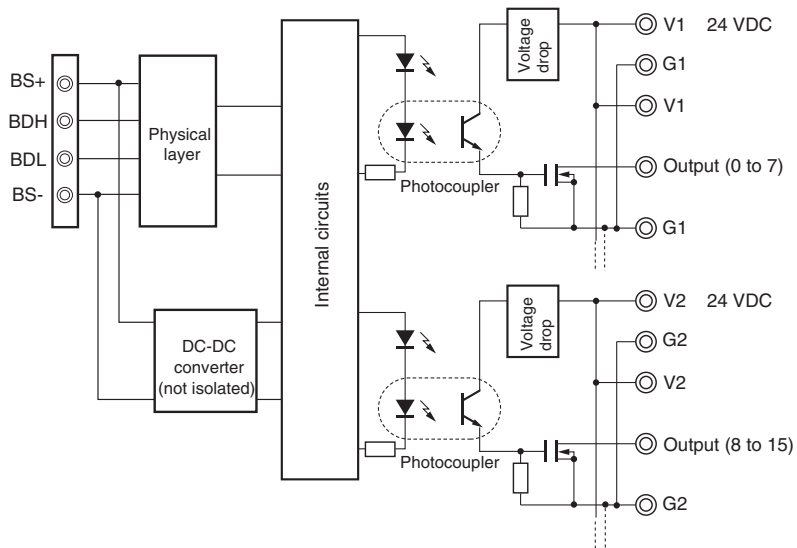 BS+
BDH
BDL
BS-
Physical
layer
DC-DC
converter
(not isolated)
Internal circuits
Photocoupler
Voltage
drop
V1 24 VDC
G1
V1
Output (0 to 7)
G1
Photocoupler
Voltage
drop
V2 24 VDC
G2
V2
Output (8 to 15)
G2